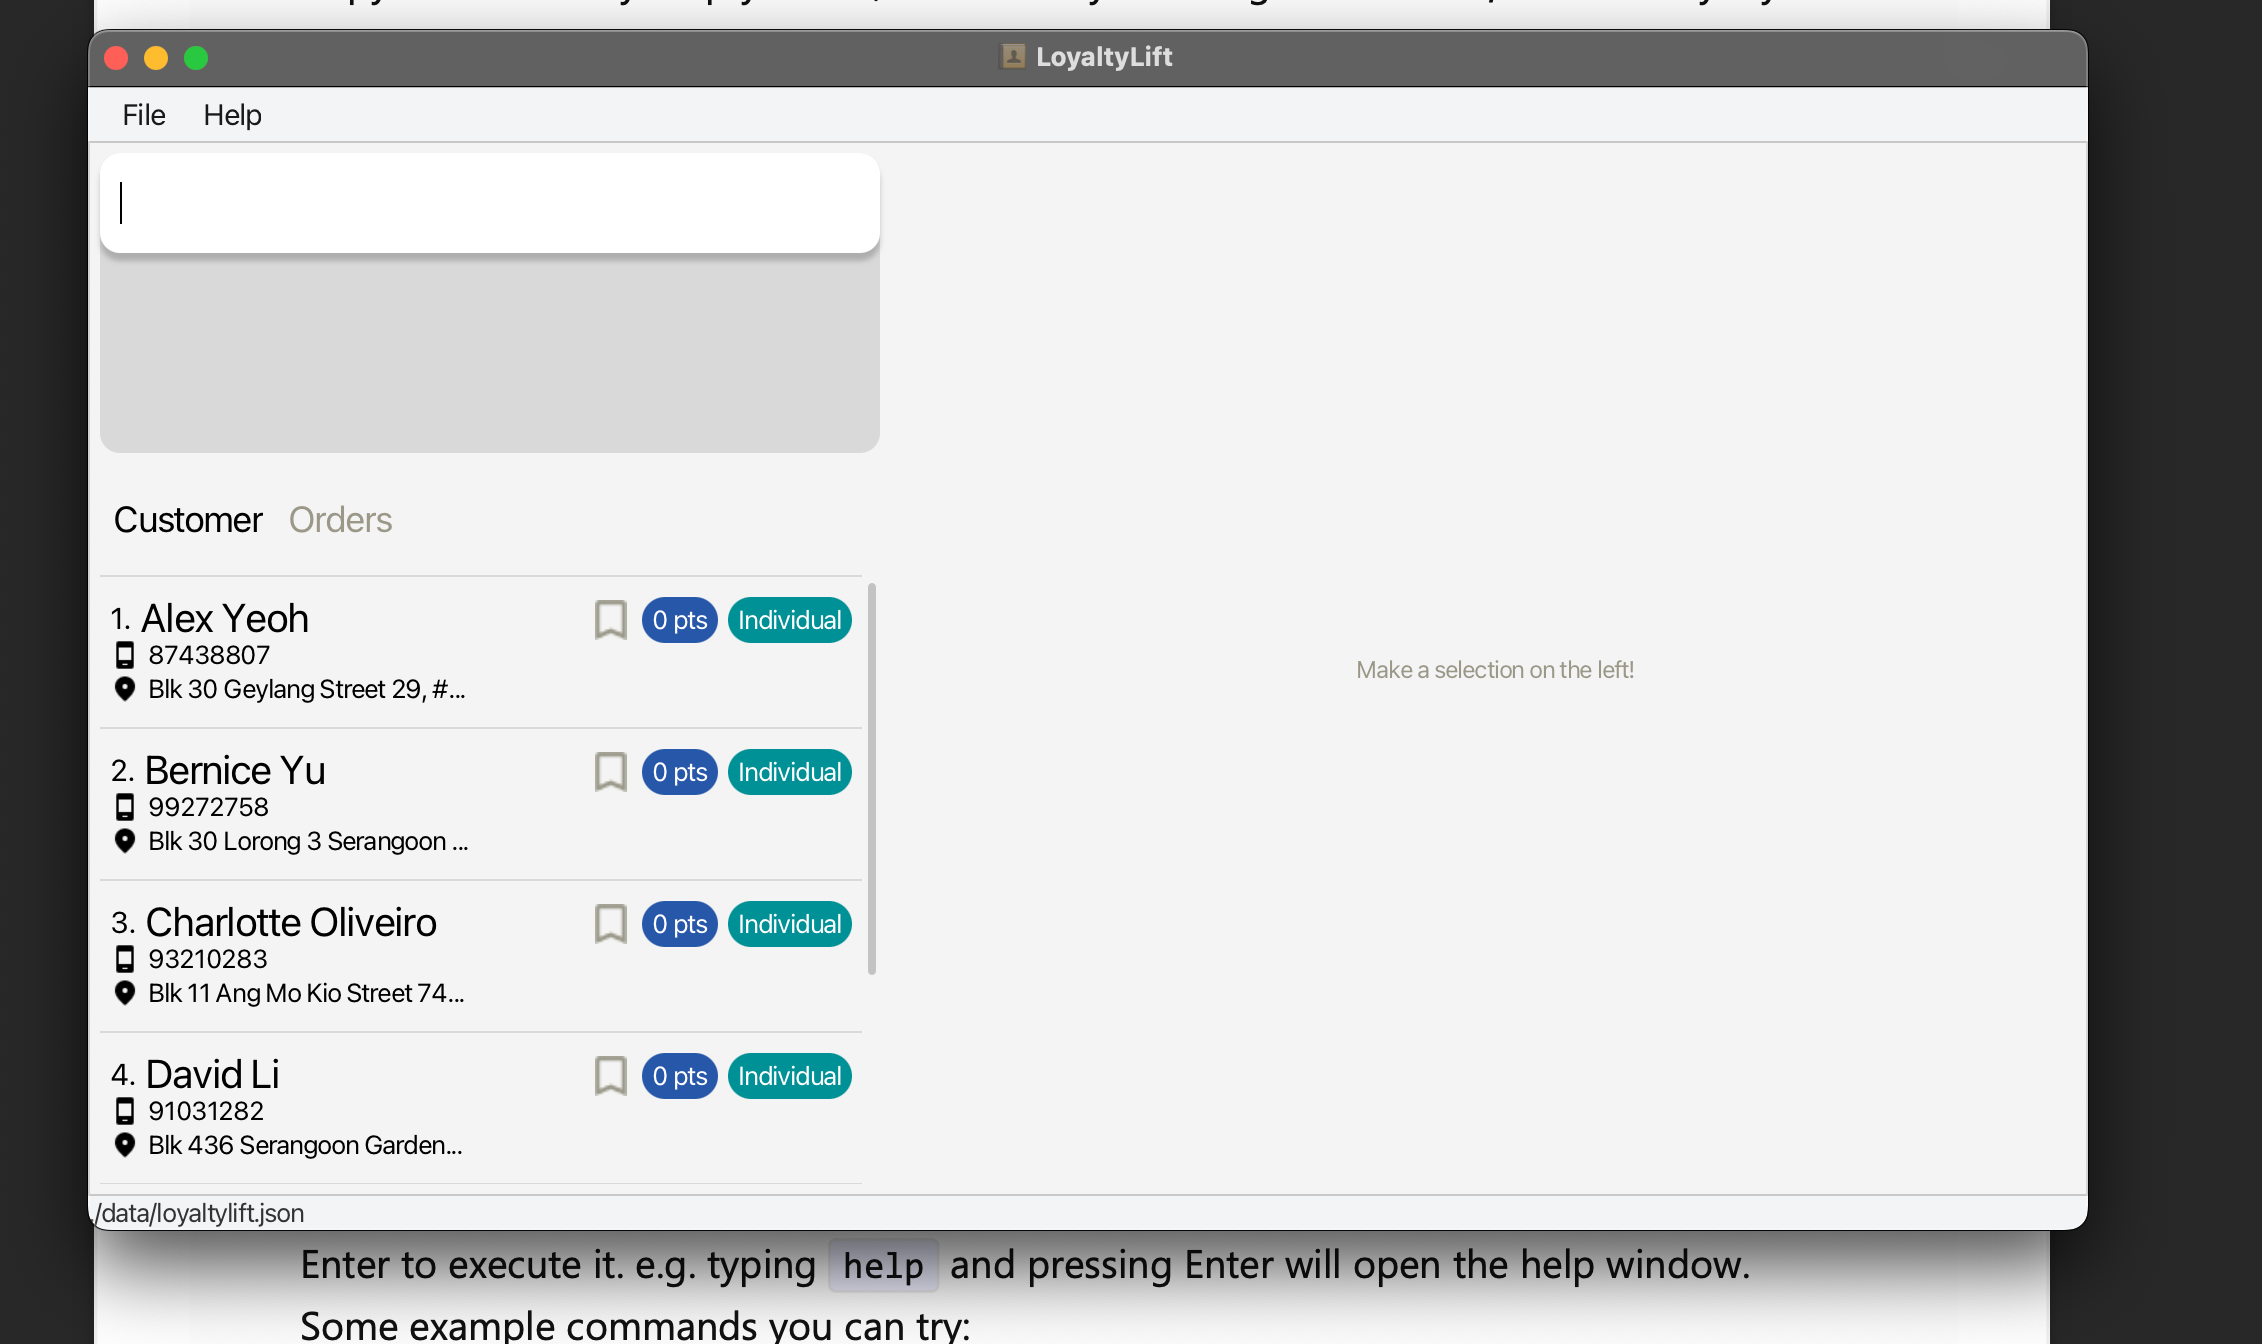 LoyaltyLift
File Help
Customer Orders
1. Alex Yeoh 0 pts Individual
87438807
Blk 30 Geylang Street 29, #...
Make a selection on the left!
2. Bernice Yu 0 pts Individual
99272758
Blk 30 Lorong 3 Serangoon ...
3. Charlotte Oliveiro 0 pts Individual
93210283
Blk 11 Ang Mo Kio Street 74...
4. David Li 0 pts Individual
91031282
Blk 436 Serangoon Garden...
/data/loyaltylift.json
Enter to execute it. e.g. typing help and pressing Enter will open the help window.
Some example commands you can try: